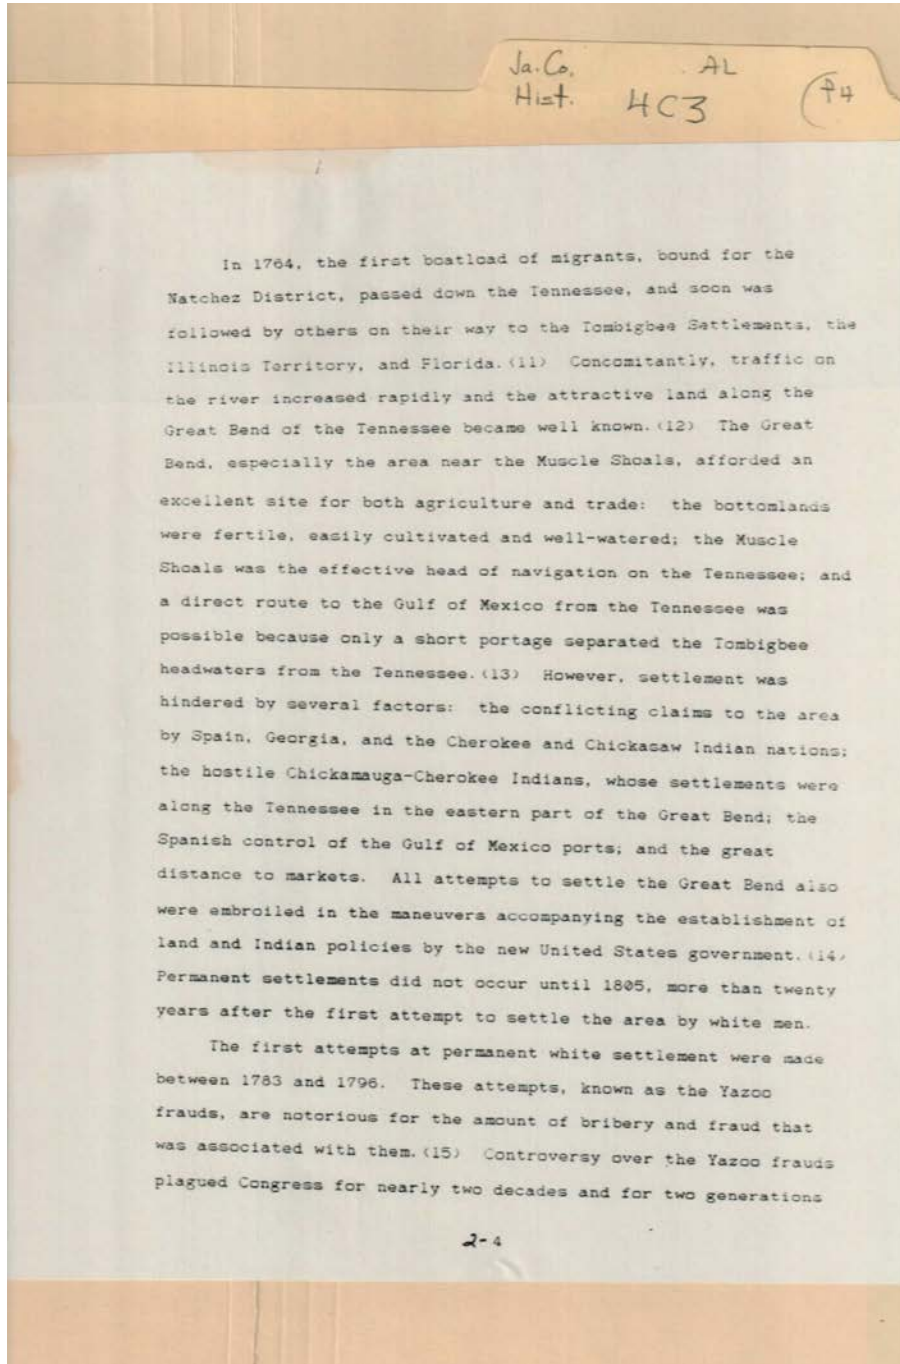 Ja. Co. AL
Hist. 4C3 P4
In 1764, the first boatload of migrants, bound for the
Natchez District, passed down the Tennessee, and soon was
followed by others on their way to the Tombigbee Settlements, the
Illinois Territory, and Florida.(11) Concomitantly, traffic on
the river increased rapidly and the attractive land along the
Great Bend of the Tennessee became well known.(12) The Great
Bend, especially the area near the Muscle Shoals, afforded an
excellent site for both agriculture and trade: the bottomlands
were fertile, easily cultivated and well-watered; the Muscle
Shoals was the effective head of navigation on the Tennessee; and
a direct route to the Gulf of Mexico from the Tennessee was
possible because only a short portage separated the Tombigbee
headwaters from the Tennessee.(13) However, settlement was
hindered by several factors: the conflicting claims to the area
by Spain, Georgia, and the Cherokee and Chickasaw Indian nations;
the hostile Chickamauga-Cherokee Indians, whose settlements were
along the Tennessee in the eastern part of the Great Bend; the
Spanish control of the Gulf of Mexico ports; and the great
distance to markets. All attempts to settle the Great Bend also
were embroiled in the maneuvers accompanying the establishment of
land and Indian policies by the new United States government.(14)
Permanent settlements did not occur until 1805, more than twenty
years after the first attempt to settle the area by white men.
The first attempts at permanent white settlement were made
between 1783 and 1796. These attempts, known as the Yazoo
frauds, are notorious for the amount of bribery and fraud that
was associated with them.(15) Controversy over the Yazoo frauds
plagued Congress for nearly two decades and for two generations
2-4